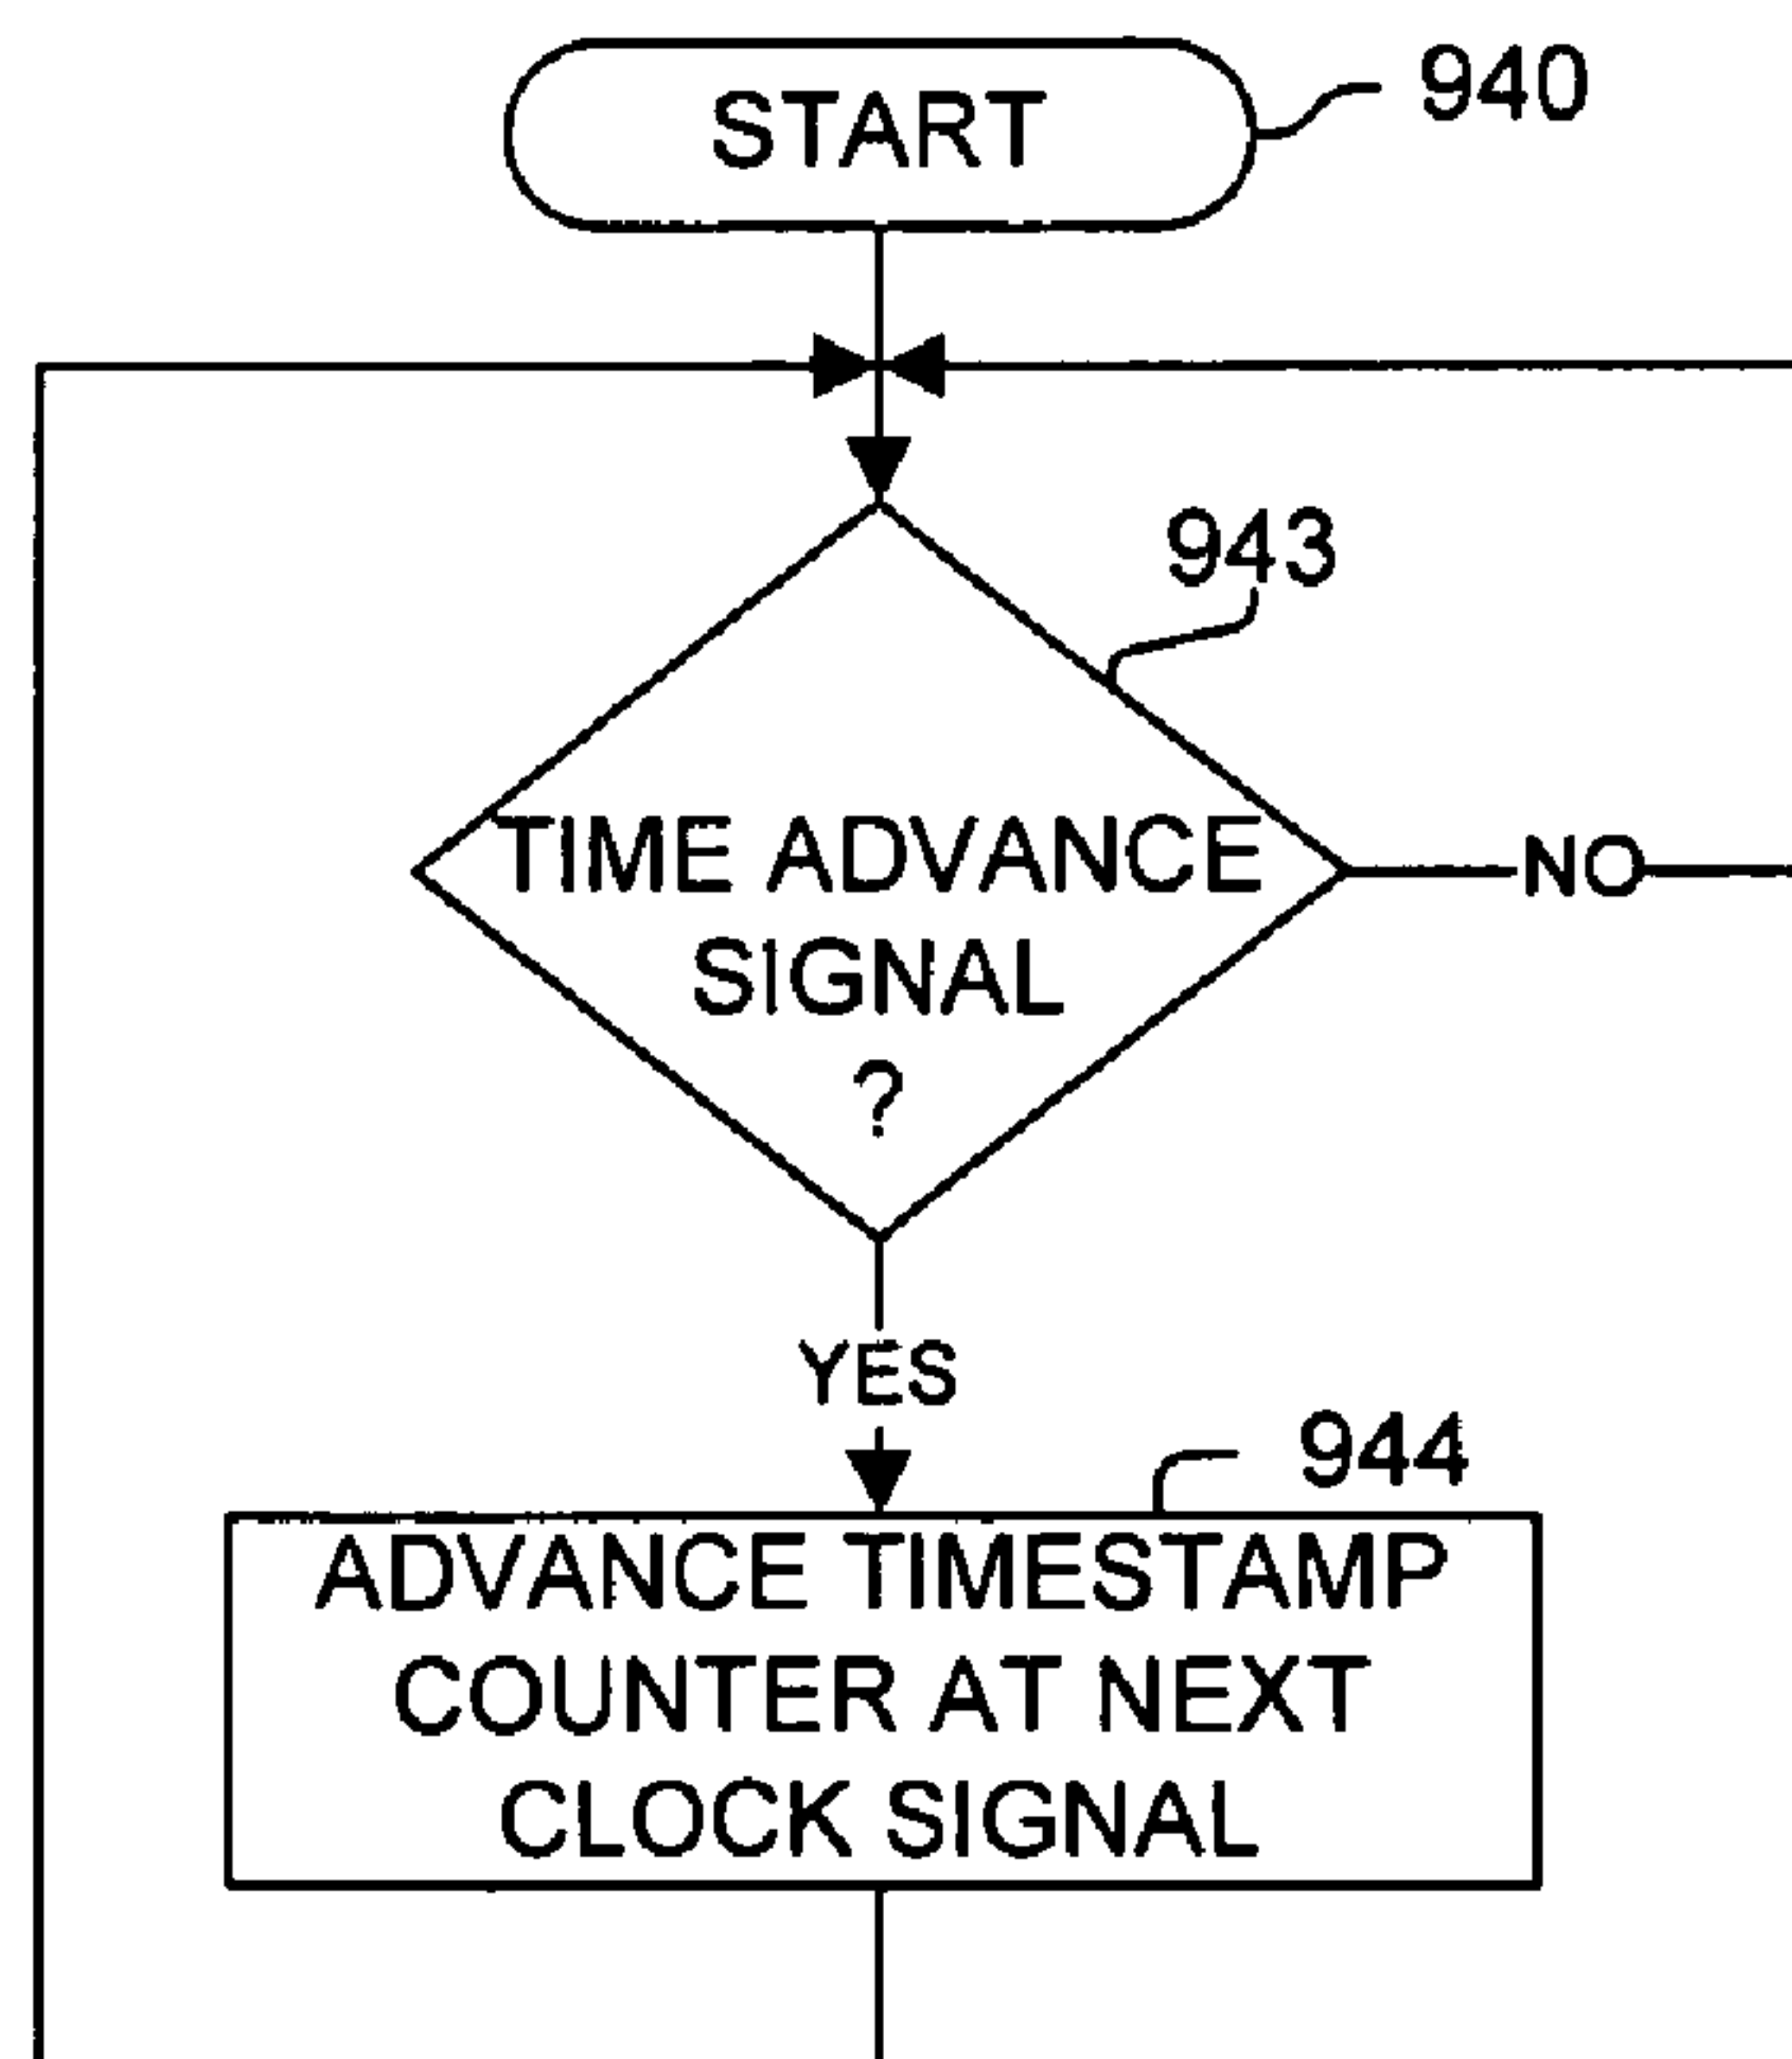 START
940
943
TIME ADVANCE
SIGNAL
?
NO
YES
944
ADVANCE TIMESTAMP
COUNTER AT NEXT
CLOCK SIGNAL